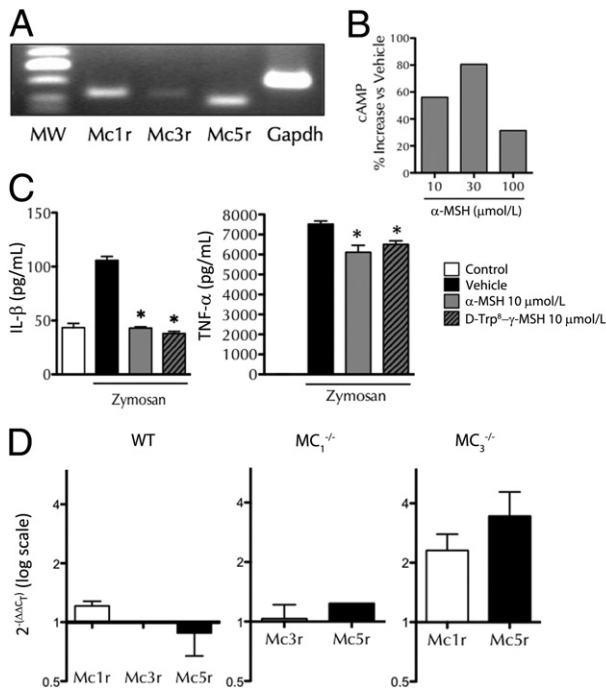 A
MW Mc1r Mc3r Mc5r Gapdh
B
cAMP
% Increase vs Vehicle
100
80
60
40
20
0
10 30 100
α-MSH (μmol/L)
C
IL-β (pg/mL)
150
100
50
0
* *
Zymosan
TNF-α (pg/mL)
8000
7000
6000
5000
4000
3000
2000
1000
0
* *
Zymosan
Control
Vehicle
α-MSH 10 μmol/L
D-Trp⁸–γ-MSH 10 μmol/L
D
2^-(ΔΔCT) (log scale)
WT
4
2
1
0.5
Mc1r Mc3r Mc5r
MC₁⁻/⁻
4
2
1
0.5
Mc3r Mc5r
MC₃⁻/⁻
4
2
1
0.5
Mc1r Mc5r